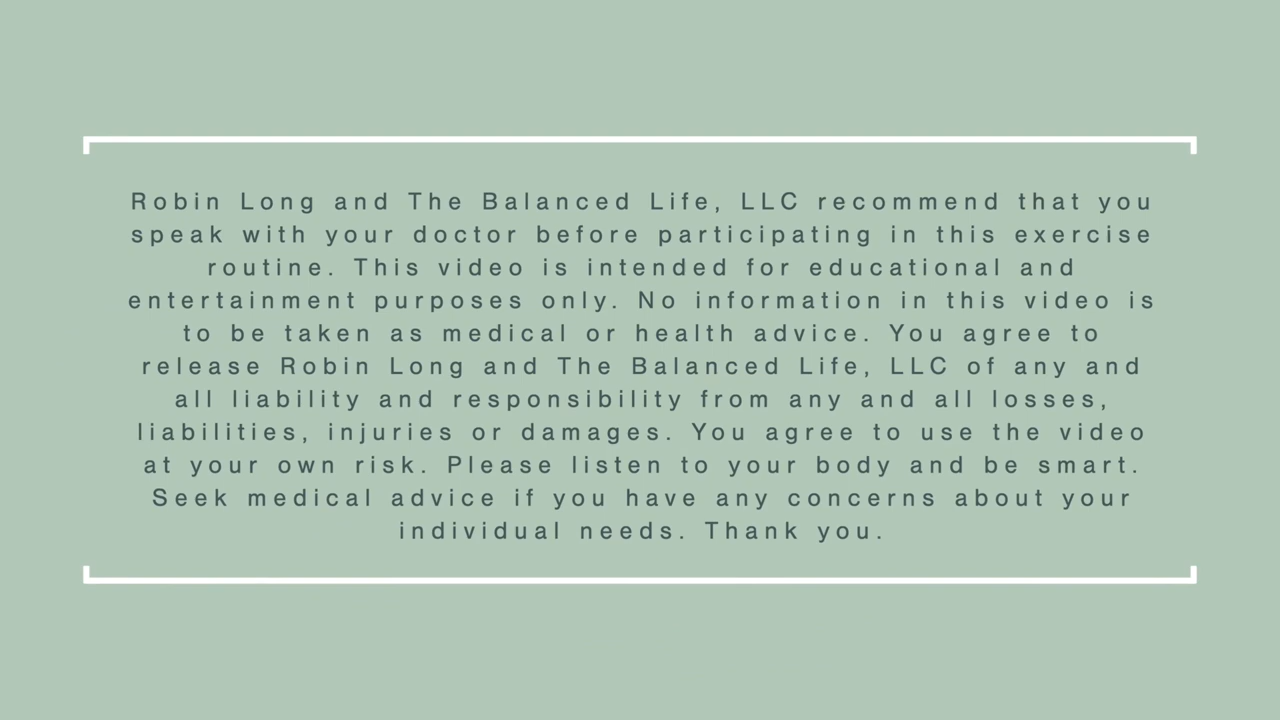 Robin Long and The Balanced Life, LLC recommend that you
speak with your doctor before participating in this exercise
routine. This video is intended for educational and
entertainment purposes only. No information in this video is
to be taken as medical or health advice. You agree to
release Robin Long and The Balanced Life, LLC of any and
all liability and responsibility from any and all losses,
liabilities, injuries or damages. You agree to use the video
at your own risk. Please listen to your body and be smart.
Seek medical advice if you have any concerns about your
individual needs. Thank you.